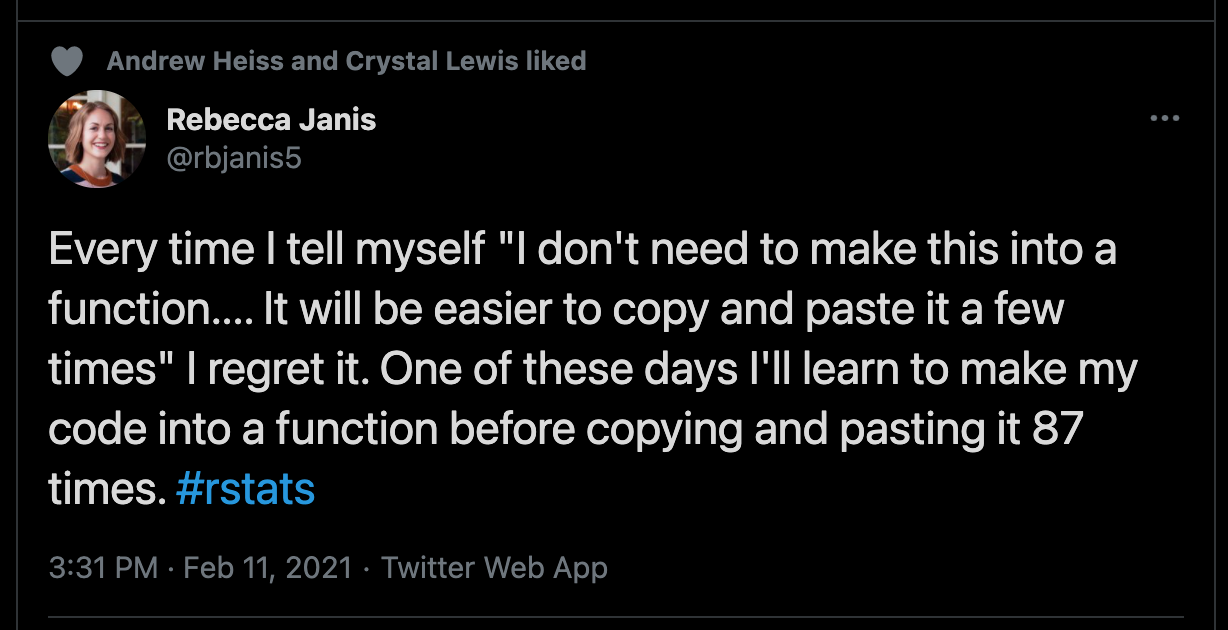 Andrew Heiss and Crystal Lewis liked
Rebecca Janis
@rbjanis5
Every time I tell myself "I don't need to make this into a
function.... It will be easier to copy and paste it a few
times" I regret it. One of these days I'll learn to make my
code into a function before copying and pasting it 87
times. #rstats
3:31 PM · Feb 11, 2021 · Twitter Web App